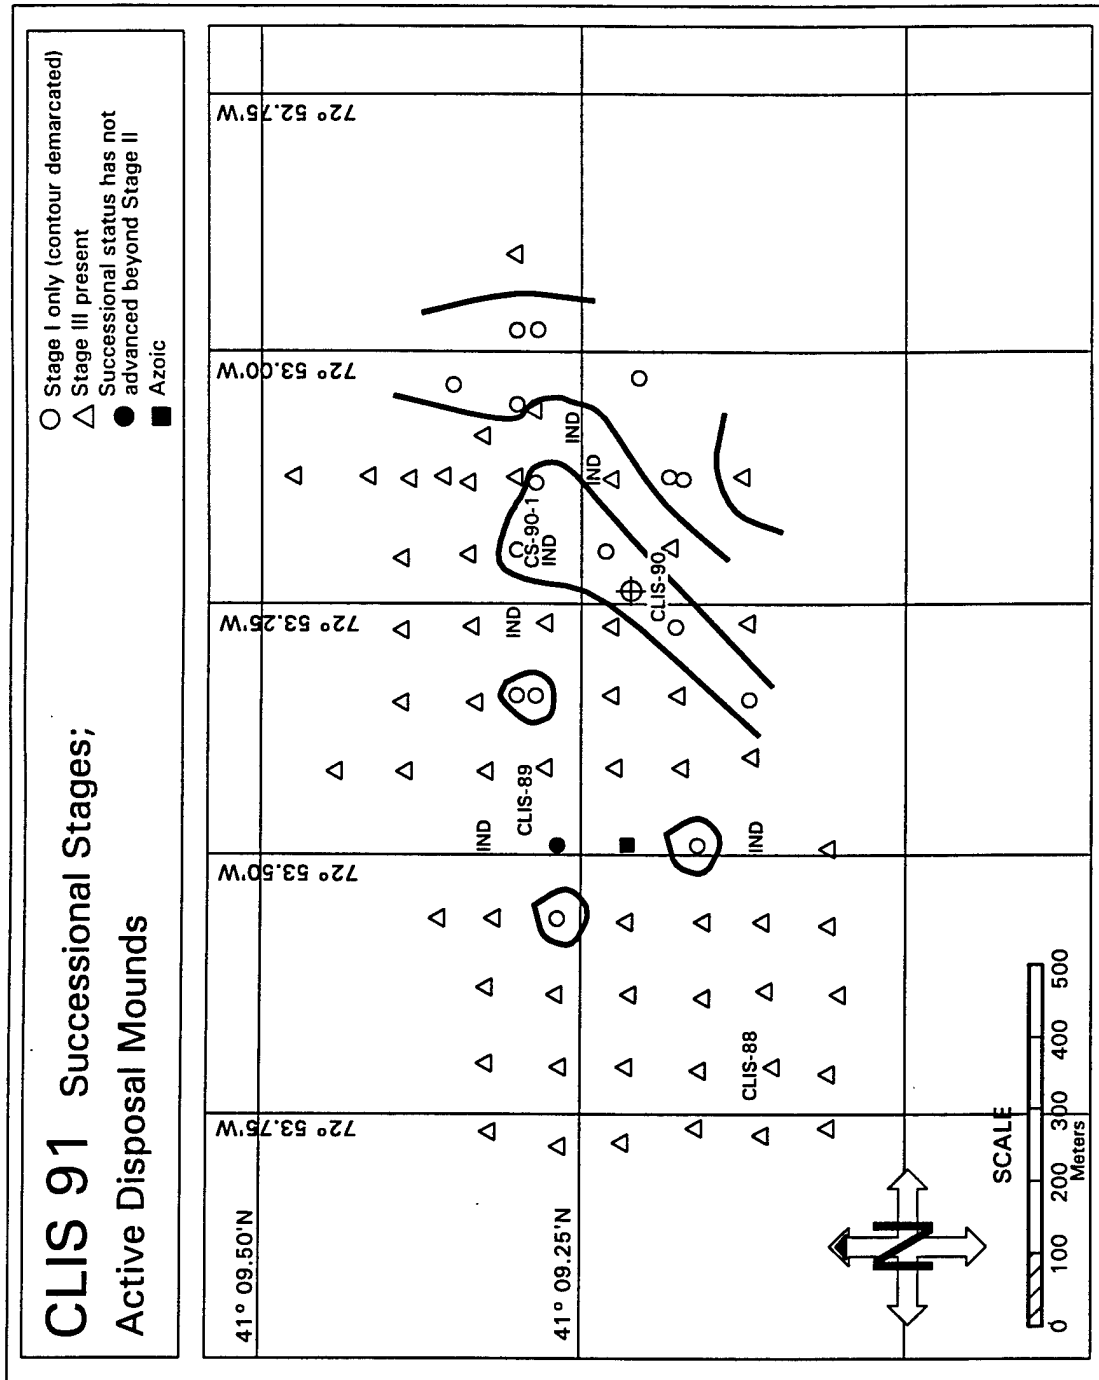 CLIS 91 Successional Stages;
Active Disposal Mounds
Stage I only (contour demarcated)
Stage III present
Successional status has not
advanced beyond Stage II
Azoic
41° 09.50'N
41° 09.25'N
72° 53.75'W
72° 53.50'W
72° 53.25'W
72° 53.00'W
72° 52.75'W
IND
CLIS-89
IND
CS-90-1
IND
IND
IND
CLIS-90
IND
CLIS-88
N
SCALE
0 100 200 300 400 500
Meters